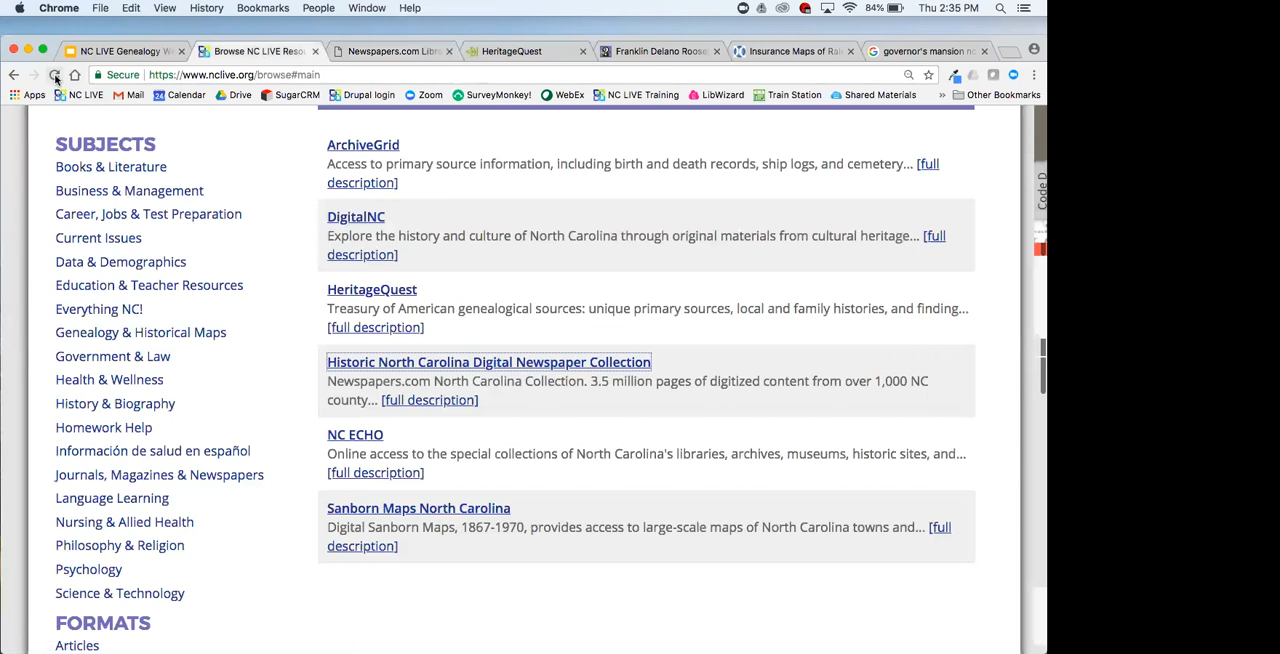 Chrome File Edit View History Bookmarks People Window Help 84% Thu 2:35 PM
NC LIVE Genealogy We Browse NC LIVE Resou Newspapers.com Libr HeritageQuest Franklin Delano Roose Insurance Maps of Ral governor's mansion nc
Secure https://www.nclive.org/browse#main
Apps NC LIVE Mail Calendar Drive SugarCRM Drupal login Zoom SurveyMonkey! WebEx NC LIVE Training LibWizard Train Station Shared Materials » Other Bookmarks
SUBJECTS
Books & Literature
Business & Management
Career, Jobs & Test Preparation
Current Issues
Data & Demographics
Education & Teacher Resources
Everything NC!
Genealogy & Historical Maps
Government & Law
Health & Wellness
History & Biography
Homework Help
Información de salud en español
Journals, Magazines & Newspapers
Language Learning
Nursing & Allied Health
Philosophy & Religion
Psychology
Science & Technology
FORMATS
Articles
ArchiveGrid
Access to primary source information, including birth and death records, ship logs, and cemetery... [full
description]
DigitalNC
Explore the history and culture of North Carolina through original materials from cultural heritage... [full
description]
HeritageQuest
Treasury of American genealogical sources: unique primary sources, local and family histories, and finding...
[full description]
Historic North Carolina Digital Newspaper Collection
Newspapers.com North Carolina Collection. 3.5 million pages of digitized content from over 1,000 NC
county... [full description]
NC ECHO
Online access to the special collections of North Carolina's libraries, archives, museums, historic sites, and...
[full description]
Sanborn Maps North Carolina
Digital Sanborn Maps, 1867-1970, provides access to large-scale maps of North Carolina towns and... [full
description]
Code D